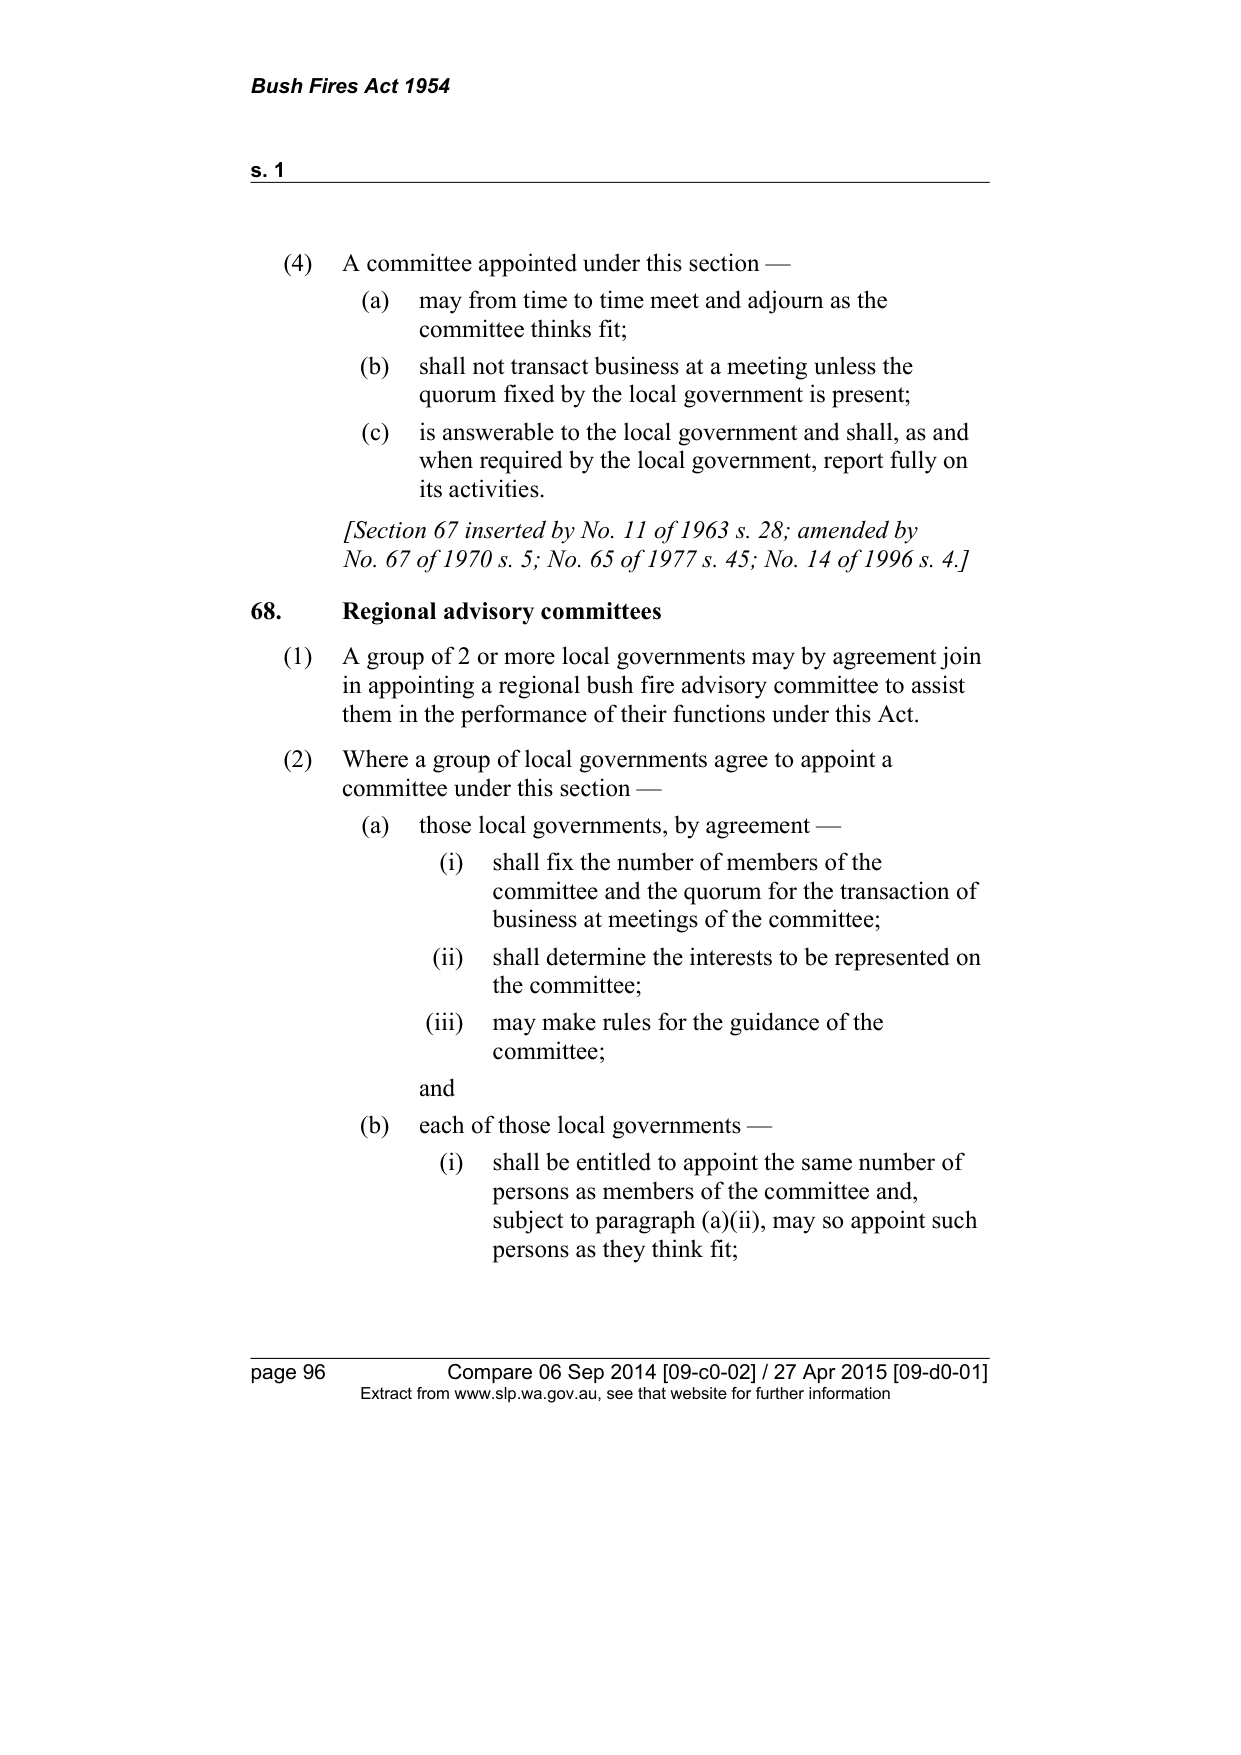 Bush Fires Act 1954
s. 1
(4) A committee appointed under this section —
(a) may from time to time meet and adjourn as the
committee thinks fit;
(b) shall not transact business at a meeting unless the
quorum fixed by the local government is present;
(c) is answerable to the local government and shall, as and
when required by the local government, report fully on
its activities.
[Section 67 inserted by No. 11 of 1963 s. 28; amended by
No. 67 of 1970 s. 5; No. 65 of 1977 s. 45; No. 14 of 1996 s. 4.]
68. Regional advisory committees
(1) A group of 2 or more local governments may by agreement join
in appointing a regional bush fire advisory committee to assist
them in the performance of their functions under this Act.
(2) Where a group of local governments agree to appoint a
committee under this section —
(a) those local governments, by agreement —
(i) shall fix the number of members of the
committee and the quorum for the transaction of
business at meetings of the committee;
(ii) shall determine the interests to be represented on
the committee;
(iii) may make rules for the guidance of the
committee;
and
(b) each of those local governments —
(i) shall be entitled to appoint the same number of
persons as members of the committee and,
subject to paragraph (a)(ii), may so appoint such
persons as they think fit;
page 96 Compare 06 Sep 2014 [09-c0-02] / 27 Apr 2015 [09-d0-01]
Extract from www.slp.wa.gov.au, see that website for further information